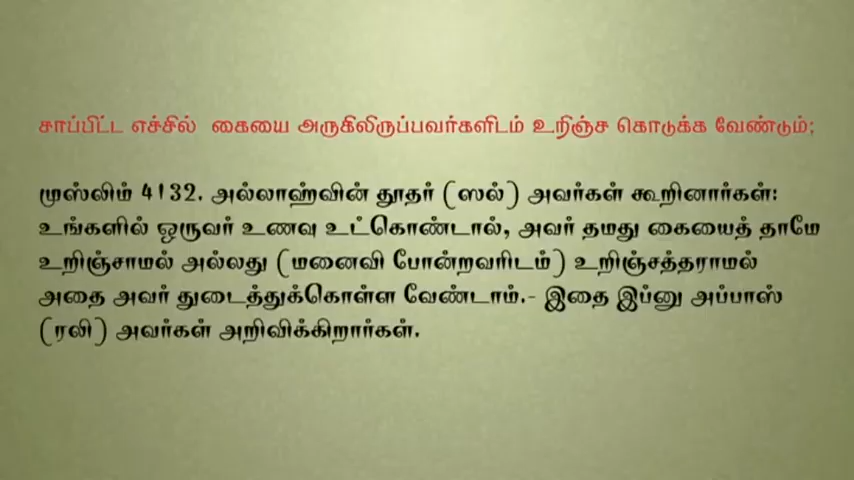 சாப்பிட்ட எச்சில் கையை அருகிலிருப்பவர்களிடம் உறிஞ்ச கொடுக்க வேண்டும்;
முஸ்லிம் 4132. அல்லாஹ்வின் தூதர் (ஸல்) அவர்கள் கூறினார்கள்:
உங்களில் ஒருவர் உணவு உட்கொண்டால், அவர் தமது கையைத் தாமே
உறிஞ்சாமல் அல்லது (மனைவி போன்றவரிடம்) உறிஞ்சத்தராமல்
அதை அவர் துடைத்துக்கொள்ள வேண்டாம்.- இதை இப்னு அப்பாஸ்
(ரலி) அவர்கள் அறிவிக்கிறார்கள்.